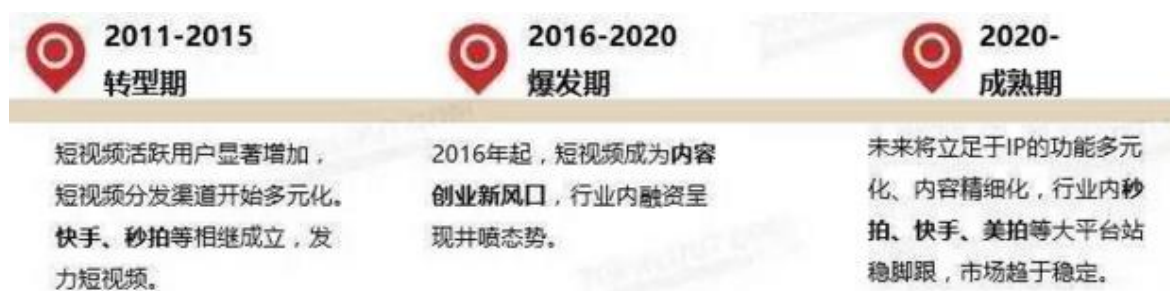 2011-2015
转型期
短视频活跃用户显著增加，
短视频分发渠道开始多元化。
快手、秒拍等相继成立，发
力短视频。
2016-2020
爆发期
2016年起，短视频成为内容
创业新风口，行业内融资呈
现井喷态势。
2020-
成熟期
未来将立足于IP的功能多元
化、内容精细化，行业内秒
拍、快手、美拍等大平台站
稳脚跟，市场趋于稳定。